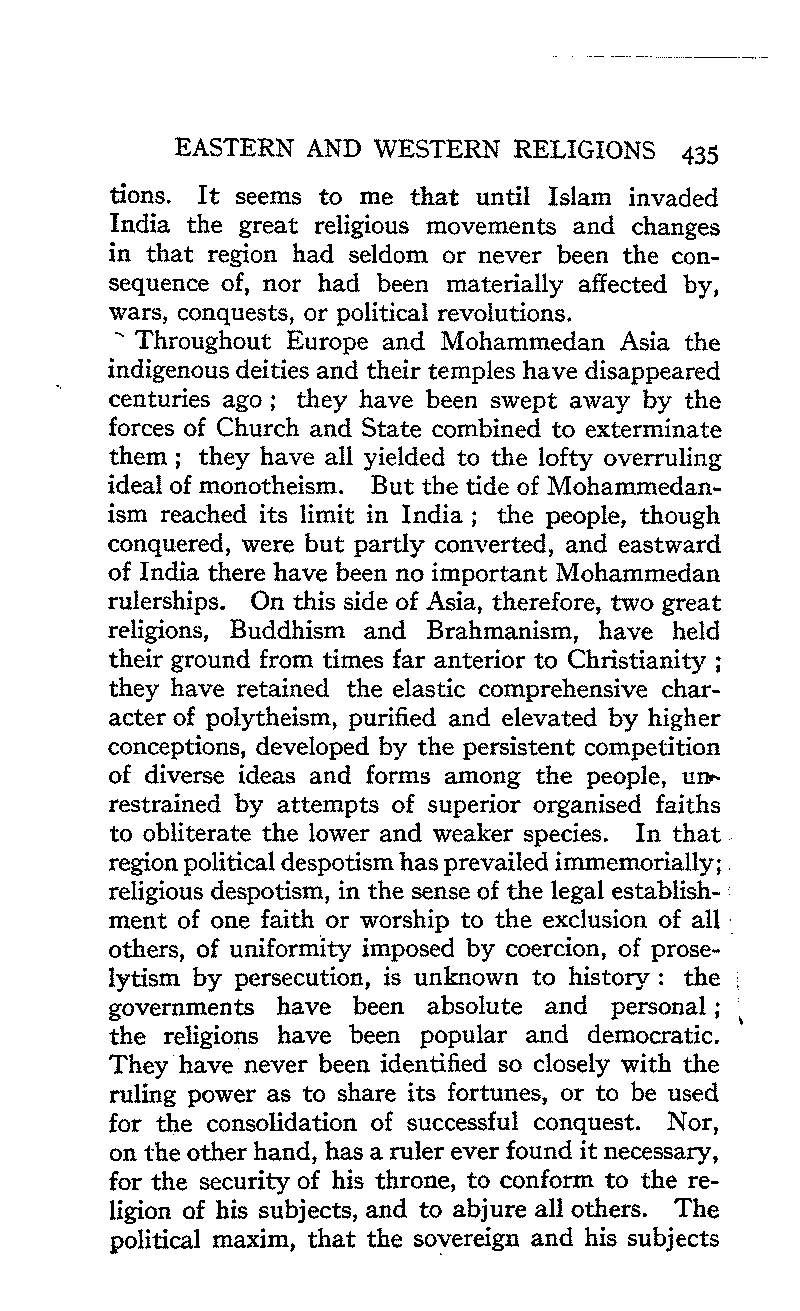 EASTERN AND WESTERN RELIGIONS 435
tions. It seems to me that until Islam invaded
India the great religious movements and changes
in that region had seldom or never been the con-
sequence of, nor had been materially affected by,
wars, conquests, or political revolutions.
Throughout Europe and Mohammedan Asia the
indigenous deities and their temples have disappeared
centuries ago ; they have been swept away by the
forces of Church and State combined to exterminate
them ; they have all yielded to the lofty overruling
ideal of monotheism. But the tide of Mohammedan-
ism reached its limit in India ; the people, though
conquered, were but partly converted, and eastward
of India there have been no important Mohammedan
rulerships. On this side of Asia, therefore, two great
religions, Buddhism and Brahmanism, have held
their ground from times far anterior to Christianity ;
they have retained the elastic comprehensive char-
acter of polytheism, purified and elevated by higher
conceptions, developed by the persistent competition
of diverse ideas and forms among the people, un-
restrained by attempts of superior organised faiths
to obliterate the lower and weaker species. In that
region political despotism has prevailed immemorially;
religious despotism, in the sense of the legal establish-
ment of one faith or worship to the exclusion of all
others, of uniformity imposed by coercion, of prose-
lytism by persecution, is unknown to history : the
governments have been absolute and personal ;
the religions have been popular and democratic.
They have never been identified so closely with the
ruling power as to share its fortunes, or to be used
for the consolidation of successful conquest. Nor,
on the other hand, has a ruler ever found it necessary,
for the security of his throne, to conform to the re-
ligion of his subjects, and to abjure all others. The
political maxim, that the sovereign and his subjects